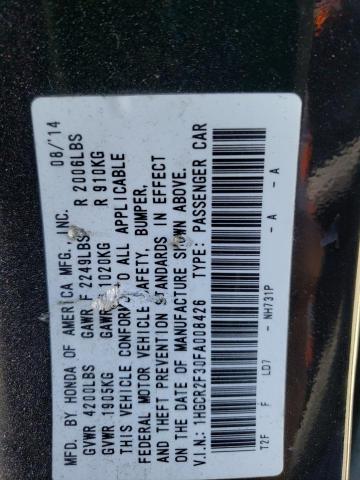 MFD. BY HONDA OF AMERICA MFG., INC. 08/'14
GVWR 4200LBS GAWR F 2249LBS R 2006LBS
GVWR 1905KG GAWR F 1020KG R 910KG
THIS VEHICLE CONFORMS TO ALL APPLICABLE
FEDERAL MOTOR VEHICLE SAFETY, BUMPER,
AND THEFT PREVENTION STANDARDS IN EFFECT
ON THE DATE OF MANUFACTURE SHOWN ABOVE.
V.I.N: 1HGCR2F30FA008426 TYPE: PASSENGER CAR
T2F F LD7 - NH731P - A - A